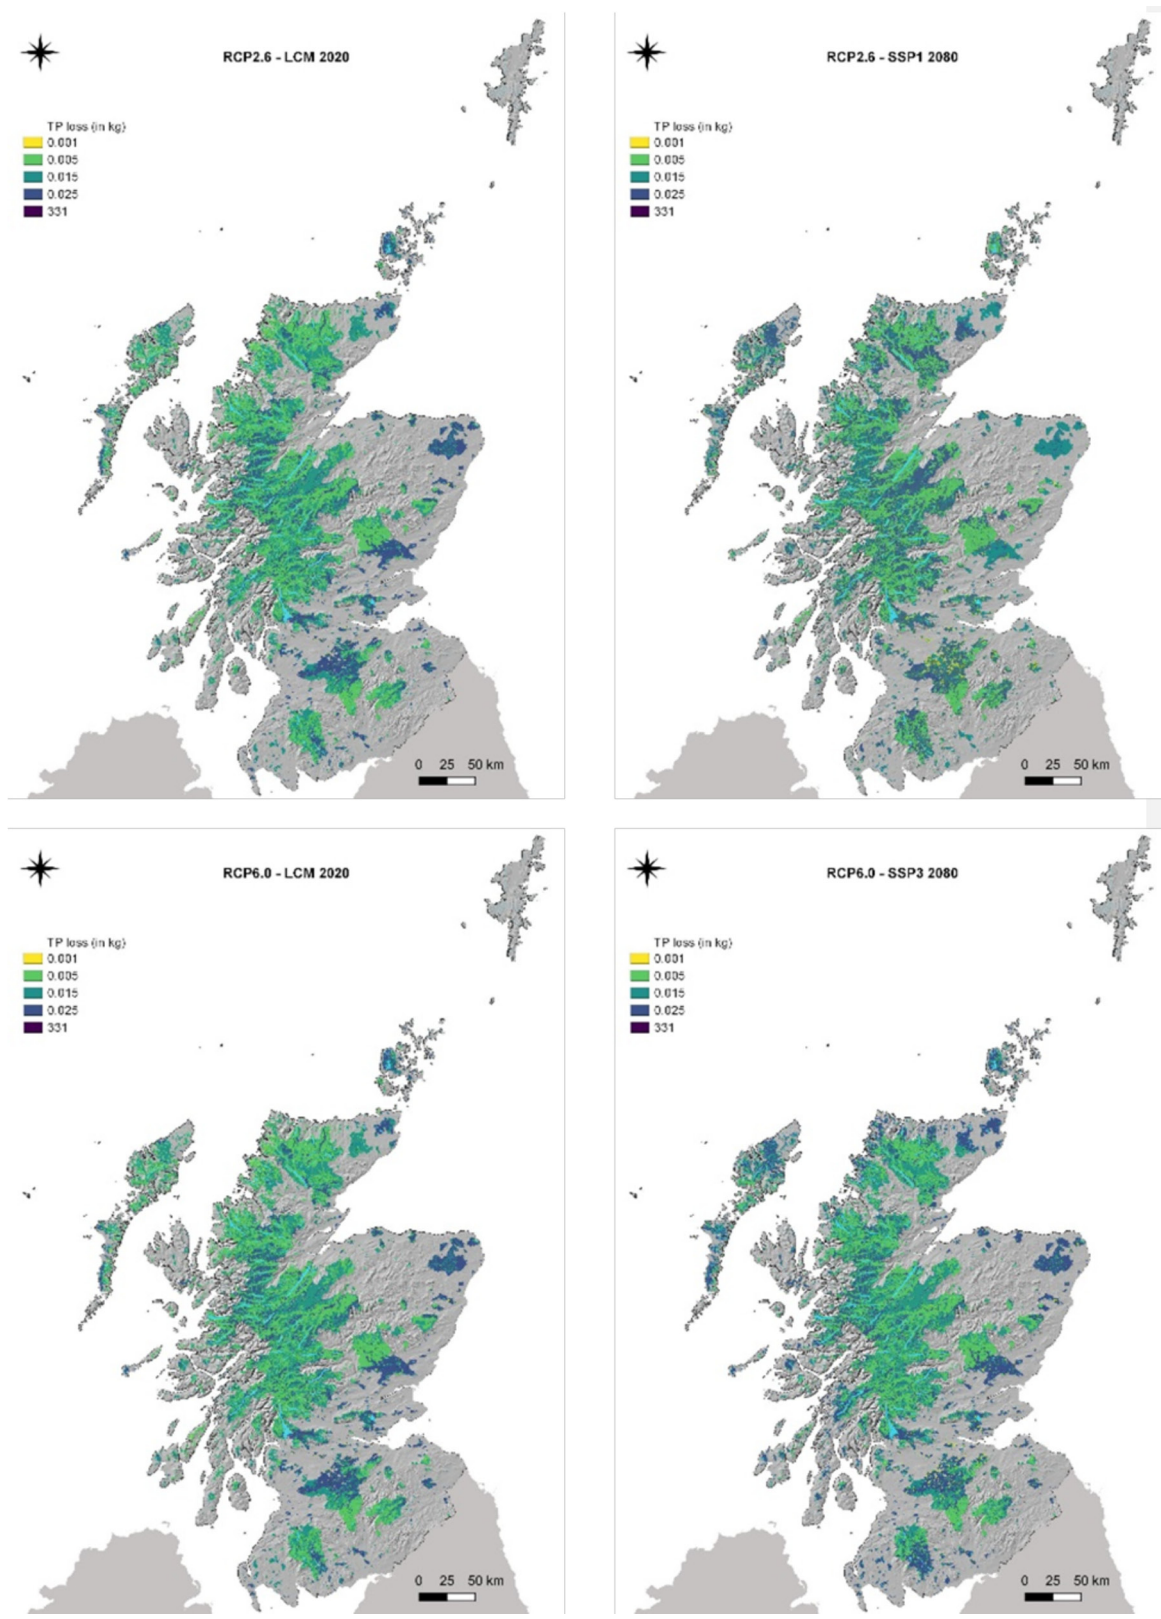 RCP2.6 - LCM 2020
TP loss (in kg)
0.001
0.005
0.015
0.025
331
0 25 50 km
RCP2.6 - SSP1 2080
TP loss (in kg)
0.001
0.005
0.015
0.025
331
0 25 50 km
RCP6.0 - LCM 2020
TP loss (in kg)
0.001
0.005
0.015
0.025
331
0 25 50 km
RCP6.0 - SSP3 2080
TP loss (in kg)
0.001
0.005
0.015
0.025
331
0 25 50 km